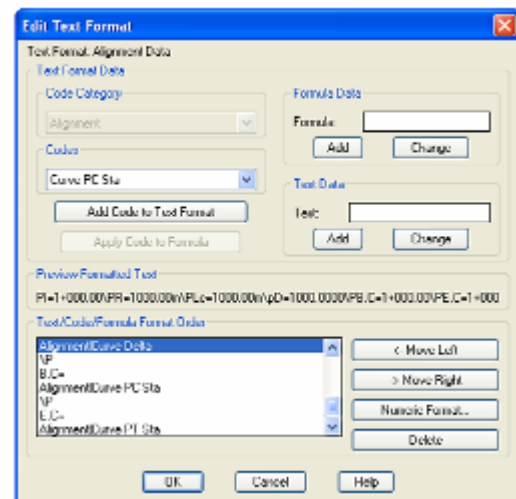 Edit Text Format
Text Format: Alignment Data
Text Format Data
Code Category
Alignment
Codes
Curve PC Sta
Add Code to Text Format
Apply Code to Formula
Formula Data
Formula:
Add
Change
Text Data
Text:
Add
Change
Preview Formatted Text
PI=1+000.00\PR=1000.00n\PLc=1000.00n\pD=1000.0000\PB.C=1+000.00\PE.C=1+000
Text/Code/Formula Format Order
Alignment|Curve Delta
\P
B.C=
Alignment|Curve PC Sta
\P
E.C=
Alignment|Curve PT Sta
<- Move Left
-> Move Right
Numeric Format...
Delete
OK
Cancel
Help